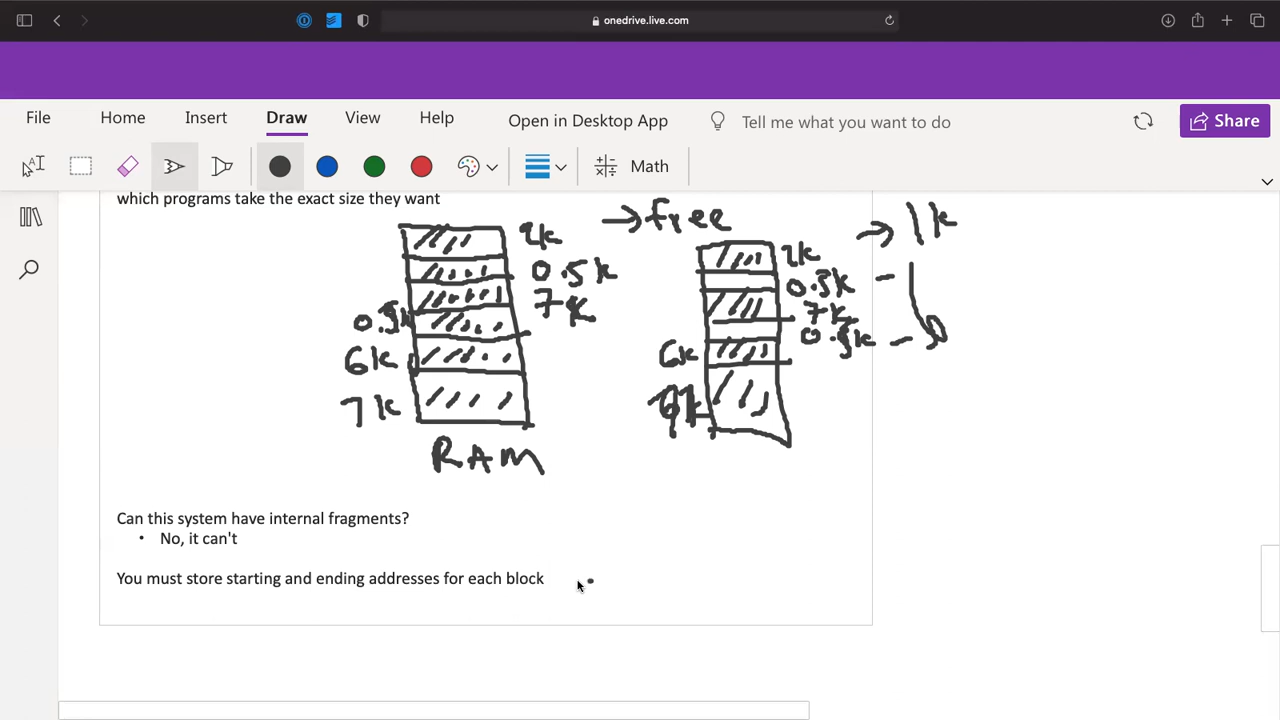 onedrive.live.com
File Home Insert Draw View Help Open in Desktop App Tell me what you want to do Share
Math
which programs take the exact size they want
2k
0.5k
7k
0.5k
6k
7k
RAM
→ free
2k
0.5k
7k
0.5k
6k
→ 1k
Can this system have internal fragments?
• No, it can't
You must store starting and ending addresses for each block